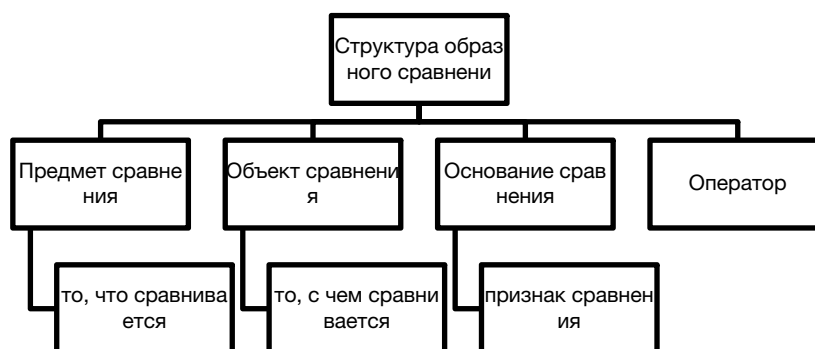 Структура образ
ного сравнени
Предмет сравне
ния
Объект сравнени
я
Основание срав
нения
Оператор
то, что сравнива
ется
то, с чем сравни
вается
признак сравнен
ия